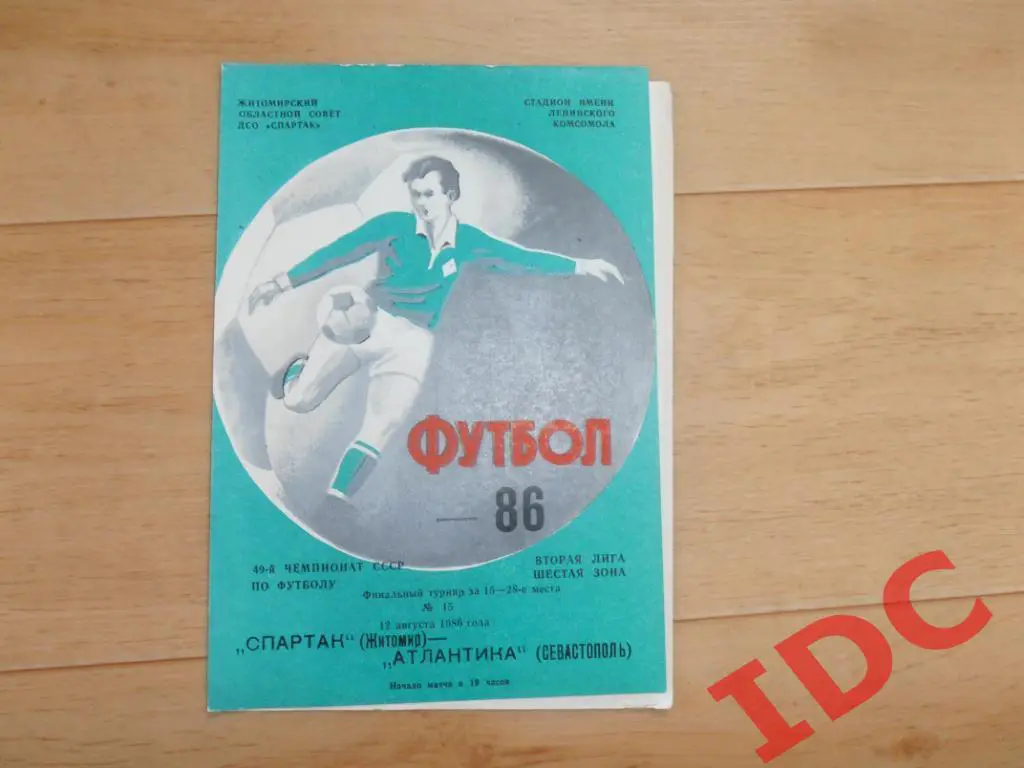 ЖИТОМИРСКИЙ
ОБЛАСТНОЙ СОВЕТ
ДСО «СПАРТАК»
СТАДИОН ИМЕНИ
ЛЕНИНСКОГО
КОМСОМОЛА
ФУТБОЛ
— 86
49-й ЧЕМПИОНАТ СССР
ПО ФУТБОЛУ
ВТОРАЯ ЛИГА
ШЕСТАЯ ЗОНА
Финальный турнир за 15—28-е места
№ 15
12 августа 1986 года
„СПАРТАК" (Житомир)—
„АТЛАНТИКА" (СЕВАСТОПОЛЬ)
Начало матча в 19 часов
IDC